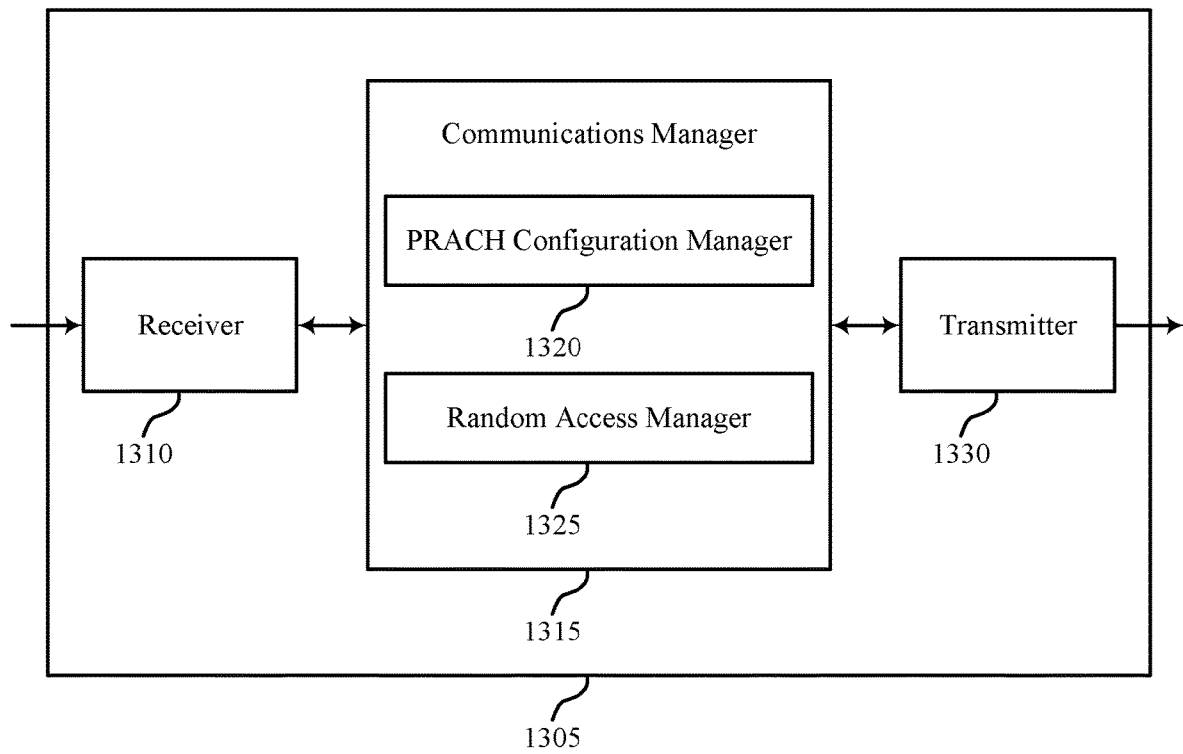 Communications Manager
PRACH Configuration Manager
1320
Receiver
1310
Transmitter
1330
Random Access Manager
1325
1315
1305